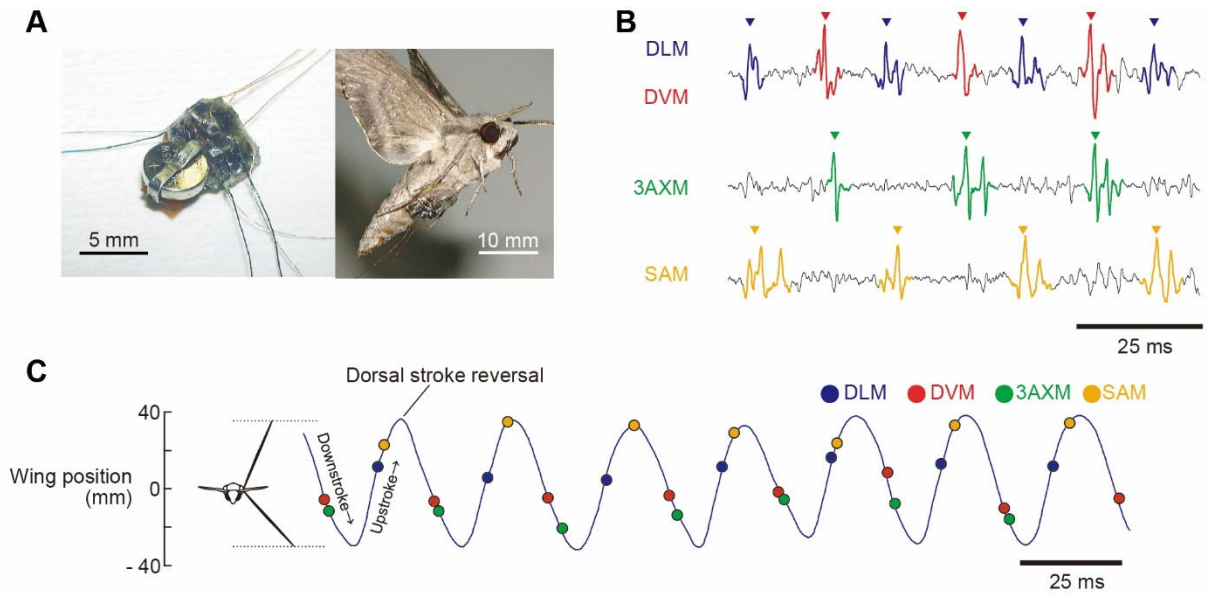 A
5 mm
10 mm
B
DLM
DVM
3AXM
SAM
25 ms
C
Dorsal stroke reversal
DLM DVM 3AXM SAM
Wing position
(mm)
40
0
- 40
Downstroke→
Upstroke→
25 ms